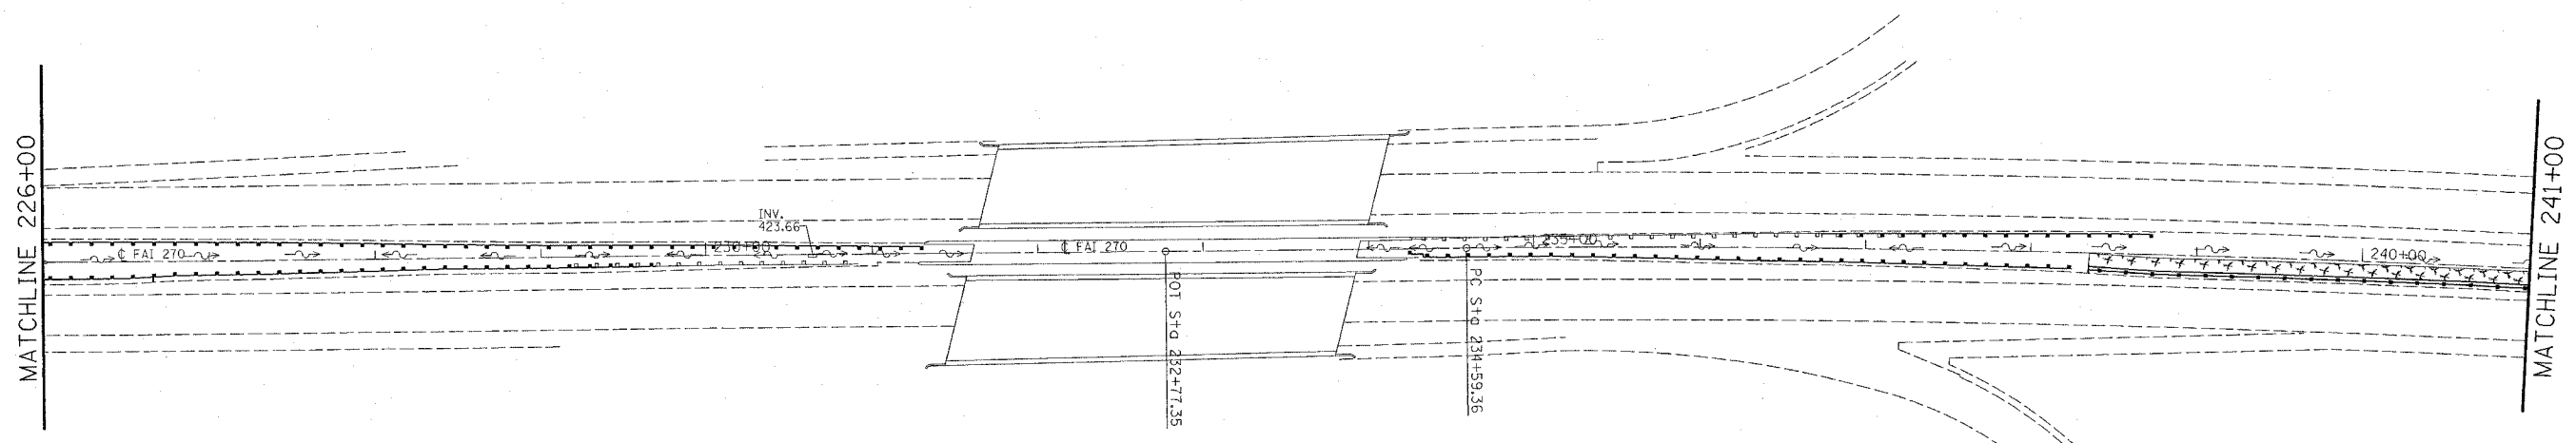 MATCHLINE 226+00
INV.
423.66
℄ FAI 270
230+00
℄ FAI 270
235+00
240+00
POT Sta 232+77.35
PC Sta 234+59.36
MATCHLINE 241+00